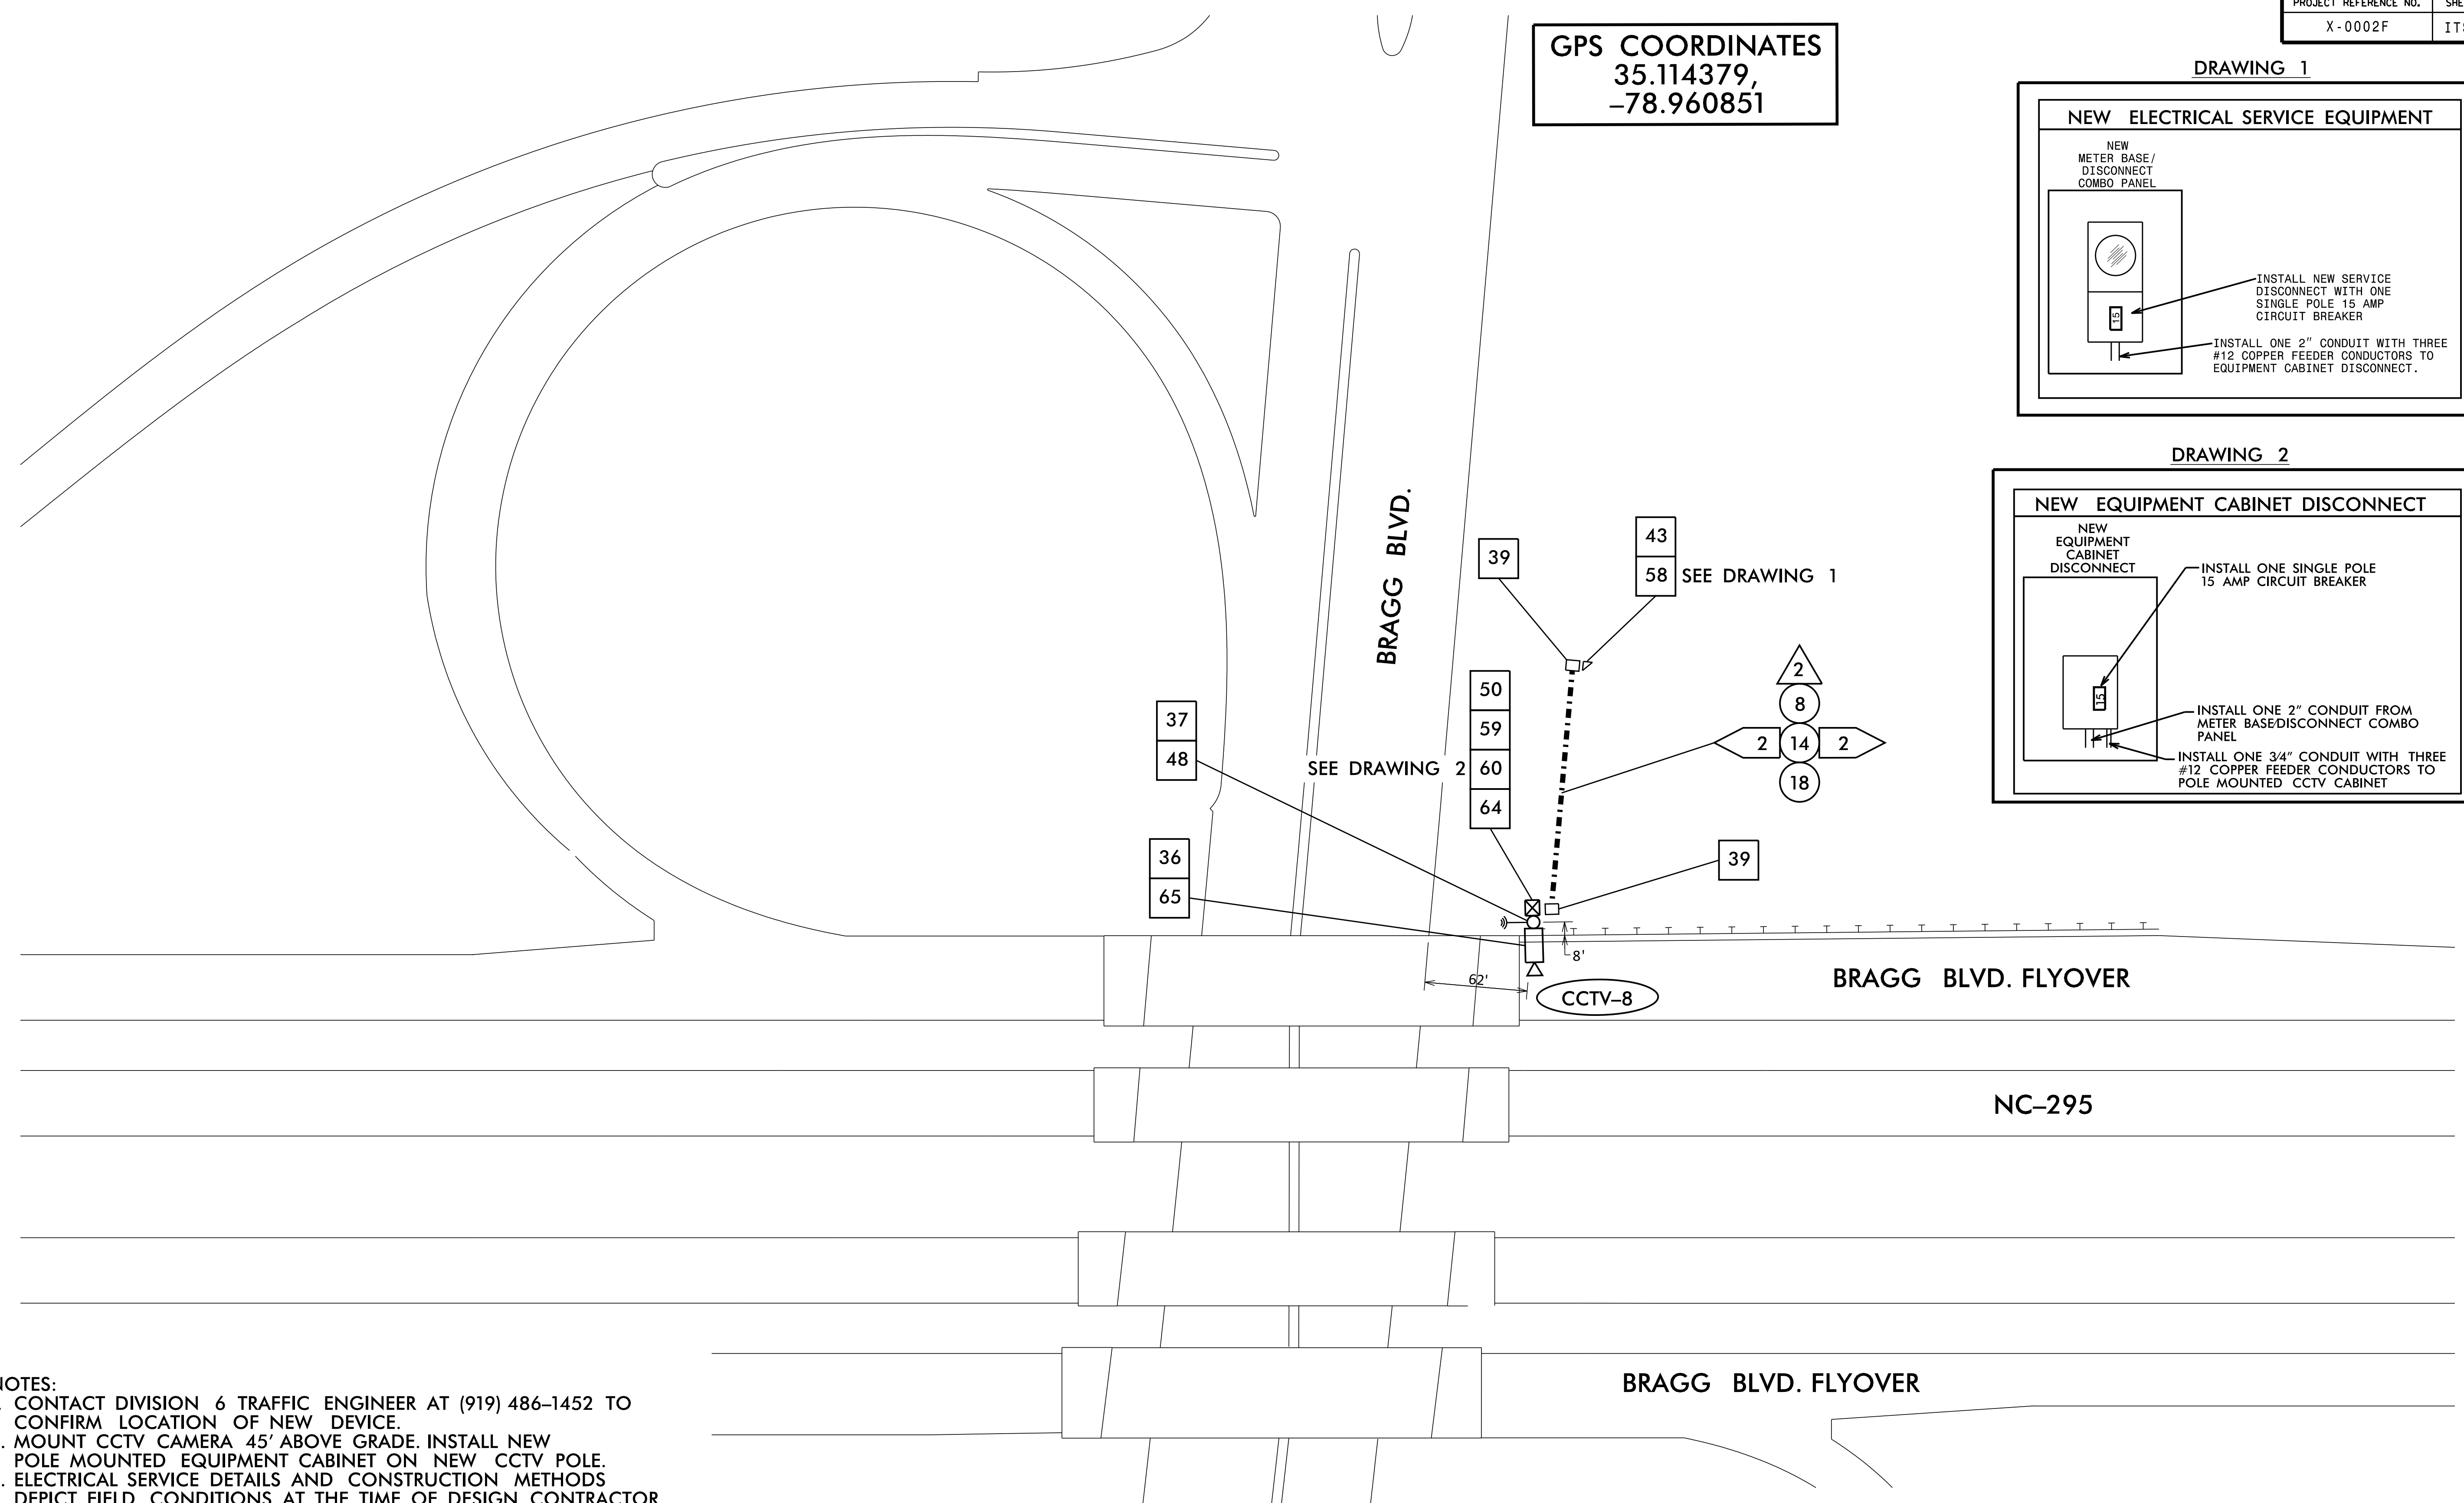 PROJECT REFERENCE NO.
X-0002F
GPS COORDINATES
35.114379,
–78.960851
DRAWING 1
NEW ELECTRICAL SERVICE EQUIPMENT
NEW
METER BASE/
DISCONNECT
COMBO PANEL
INSTALL NEW SERVICE
DISCONNECT WITH ONE
SINGLE POLE 15 AMP
CIRCUIT BREAKER
15
INSTALL ONE 2" CONDUIT WITH THREE
#12 COPPER FEEDER CONDUCTORS TO
EQUIPMENT CABINET DISCONNECT.
DRAWING 2
NEW EQUIPMENT CABINET DISCONNECT
NEW
EQUIPMENT
CABINET
DISCONNECT
INSTALL ONE SINGLE POLE
15 AMP CIRCUIT BREAKER
15
INSTALL ONE 2" CONDUIT FROM
METER BASE/DISCONNECT COMBO
PANEL
INSTALL ONE 3/4" CONDUIT WITH THREE
#12 COPPER FEEDER CONDUCTORS TO
POLE MOUNTED CCTV CABINET
BRAGG BLVD.
39
43
58 SEE DRAWING 1
2
8
2 14 2
18
50
59
SEE DRAWING 2 60
64
37
48
36
65
39
8'
62'
CCTV–8
BRAGG BLVD. FLYOVER
NC–295
BRAGG BLVD. FLYOVER
NOTES:
. CONTACT DIVISION 6 TRAFFIC ENGINEER AT (919) 486–1452 TO
CONFIRM LOCATION OF NEW DEVICE.
. MOUNT CCTV CAMERA 45' ABOVE GRADE. INSTALL NEW
POLE MOUNTED EQUIPMENT CABINET ON NEW CCTV POLE.
. ELECTRICAL SERVICE DETAILS AND CONSTRUCTION METHODS
DEPICT FIELD CONDITIONS AT THE TIME OF DESIGN CONTRACTOR